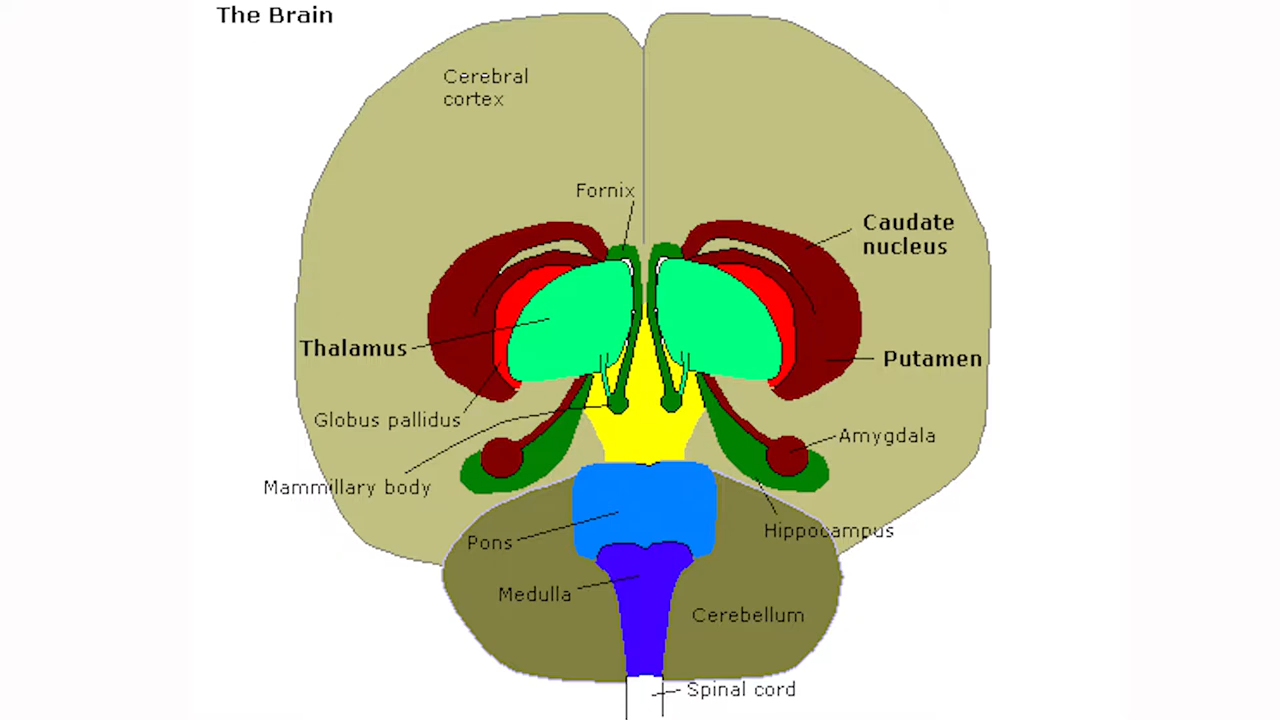 The Brain
Cerebral
cortex
Fornix
Caudate
nucleus
Thalamus
Putamen
Globus pallidus
Amygdala
Mammillary body
Hippocampus
Pons
Medulla
Cerebellum
Spinal cord